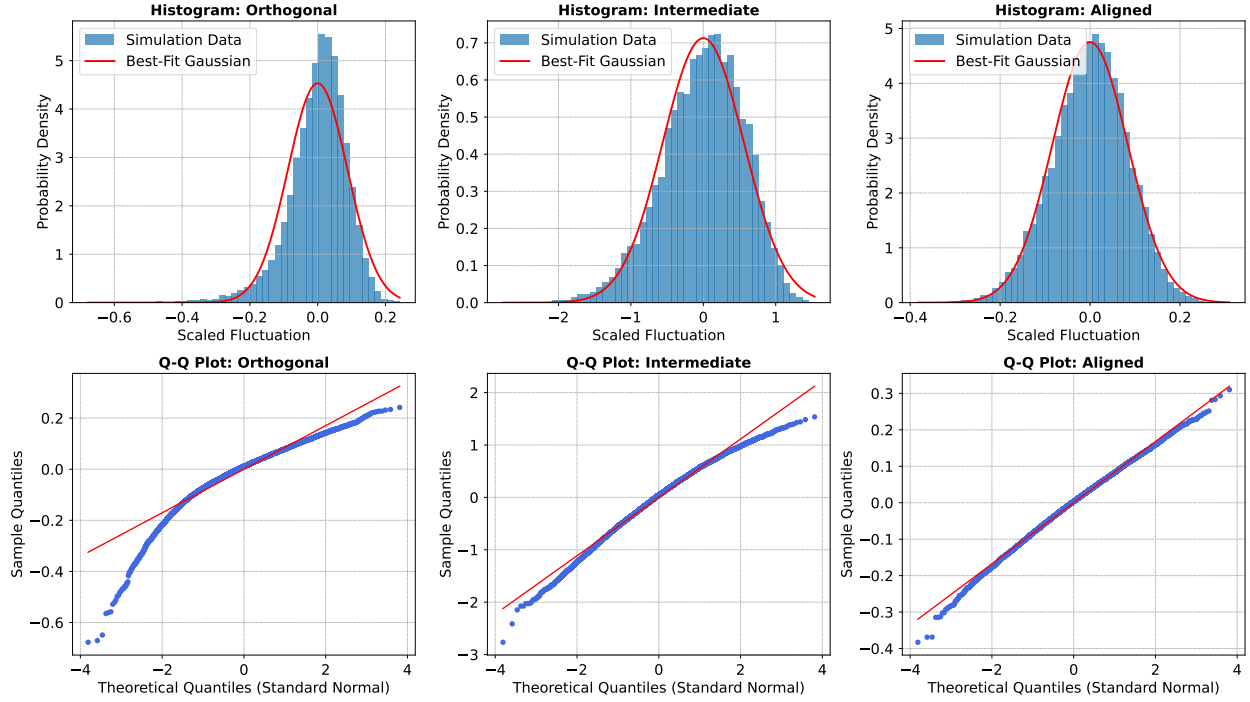 Histogram: Orthogonal
Simulation Data
Best-Fit Gaussian
5
4
3
2
1
0
−0.6
−0.4
−0.2
0.0
0.2
Probability Density
Scaled Fluctuation
Histogram: Intermediate
Simulation Data
Best-Fit Gaussian
0.7
0.6
0.5
0.4
0.3
0.2
0.1
0.0
−2
−1
0
1
Probability Density
Scaled Fluctuation
Histogram: Aligned
Simulation Data
Best-Fit Gaussian
5
4
3
2
1
0
−0.4
−0.2
0.0
0.2
Probability Density
Scaled Fluctuation
Q-Q Plot: Orthogonal
0.2
0.0
−0.2
−0.4
−0.6
−4
−2
0
2
4
Sample Quantiles
Theoretical Quantiles (Standard Normal)
Q-Q Plot: Intermediate
2
1
0
−1
−2
−3
−4
−2
0
2
4
Sample Quantiles
Theoretical Quantiles (Standard Normal)
Q-Q Plot: Aligned
0.3
0.2
0.1
0.0
−0.1
−0.2
−0.3
−0.4
−4
−2
0
2
4
Sample Quantiles
Theoretical Quantiles (Standard Normal)